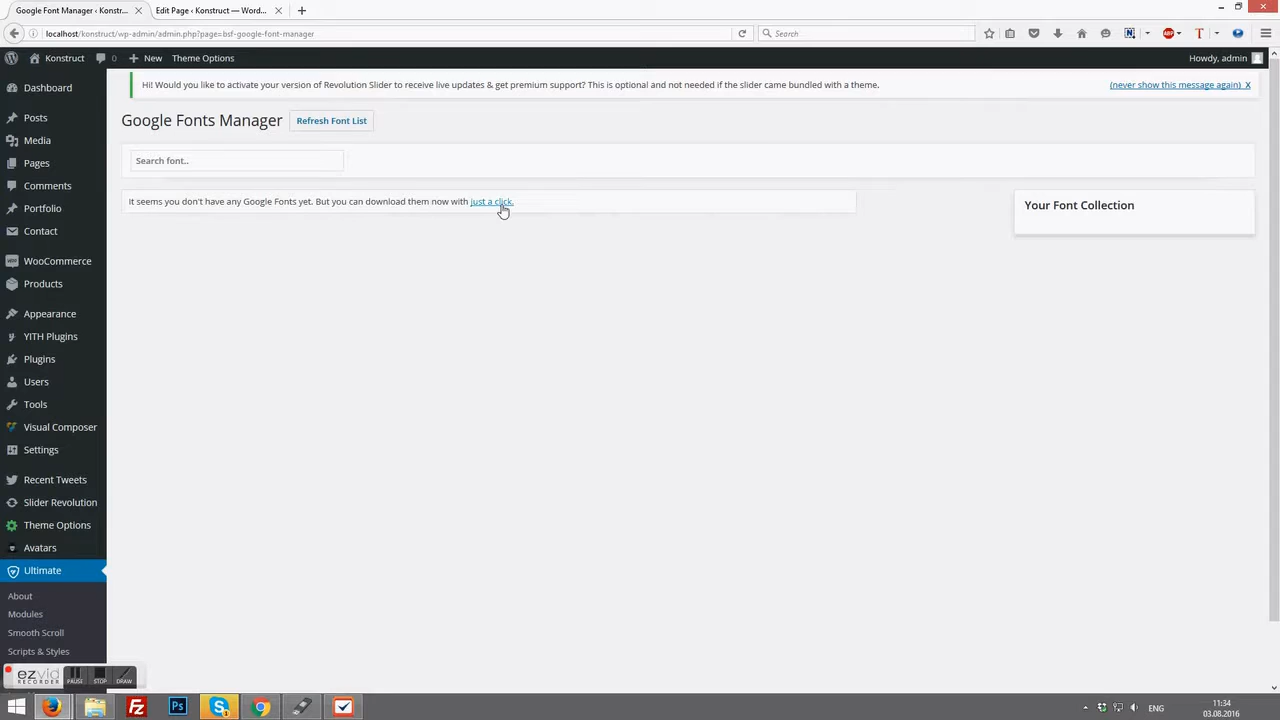 Google Font Manager ‹ Konstr...
Edit Page ‹ Konstruct — Word...
localhost/konstruct/wp-admin/admin.php?page=bsf-google-font-manager
Search
ABP
Konstruct
0
New
Theme Options
Howdy, admin
Hi! Would you like to activate your version of Revolution Slider to receive live updates & get premium support? This is optional and not needed if the slider came bundled with a theme.
(never show this message again) X
Google Fonts Manager
Refresh Font List
Search font..
It seems you don't have any Google Fonts yet. But you can download them now with just a click.
Your Font Collection
Dashboard
Posts
Media
Pages
Comments
Portfolio
Contact
WooCommerce
Products
Appearance
YITH Plugins
Plugins
Users
Tools
Visual Composer
Settings
Recent Tweets
Slider Revolution
Theme Options
Avatars
Ultimate
About
Modules
Smooth Scroll
Scripts & Styles
ezvid
RECORDER
PAUSE
STOP
DRAW
Fz
Ps
ENG
11:34
03.08.2016